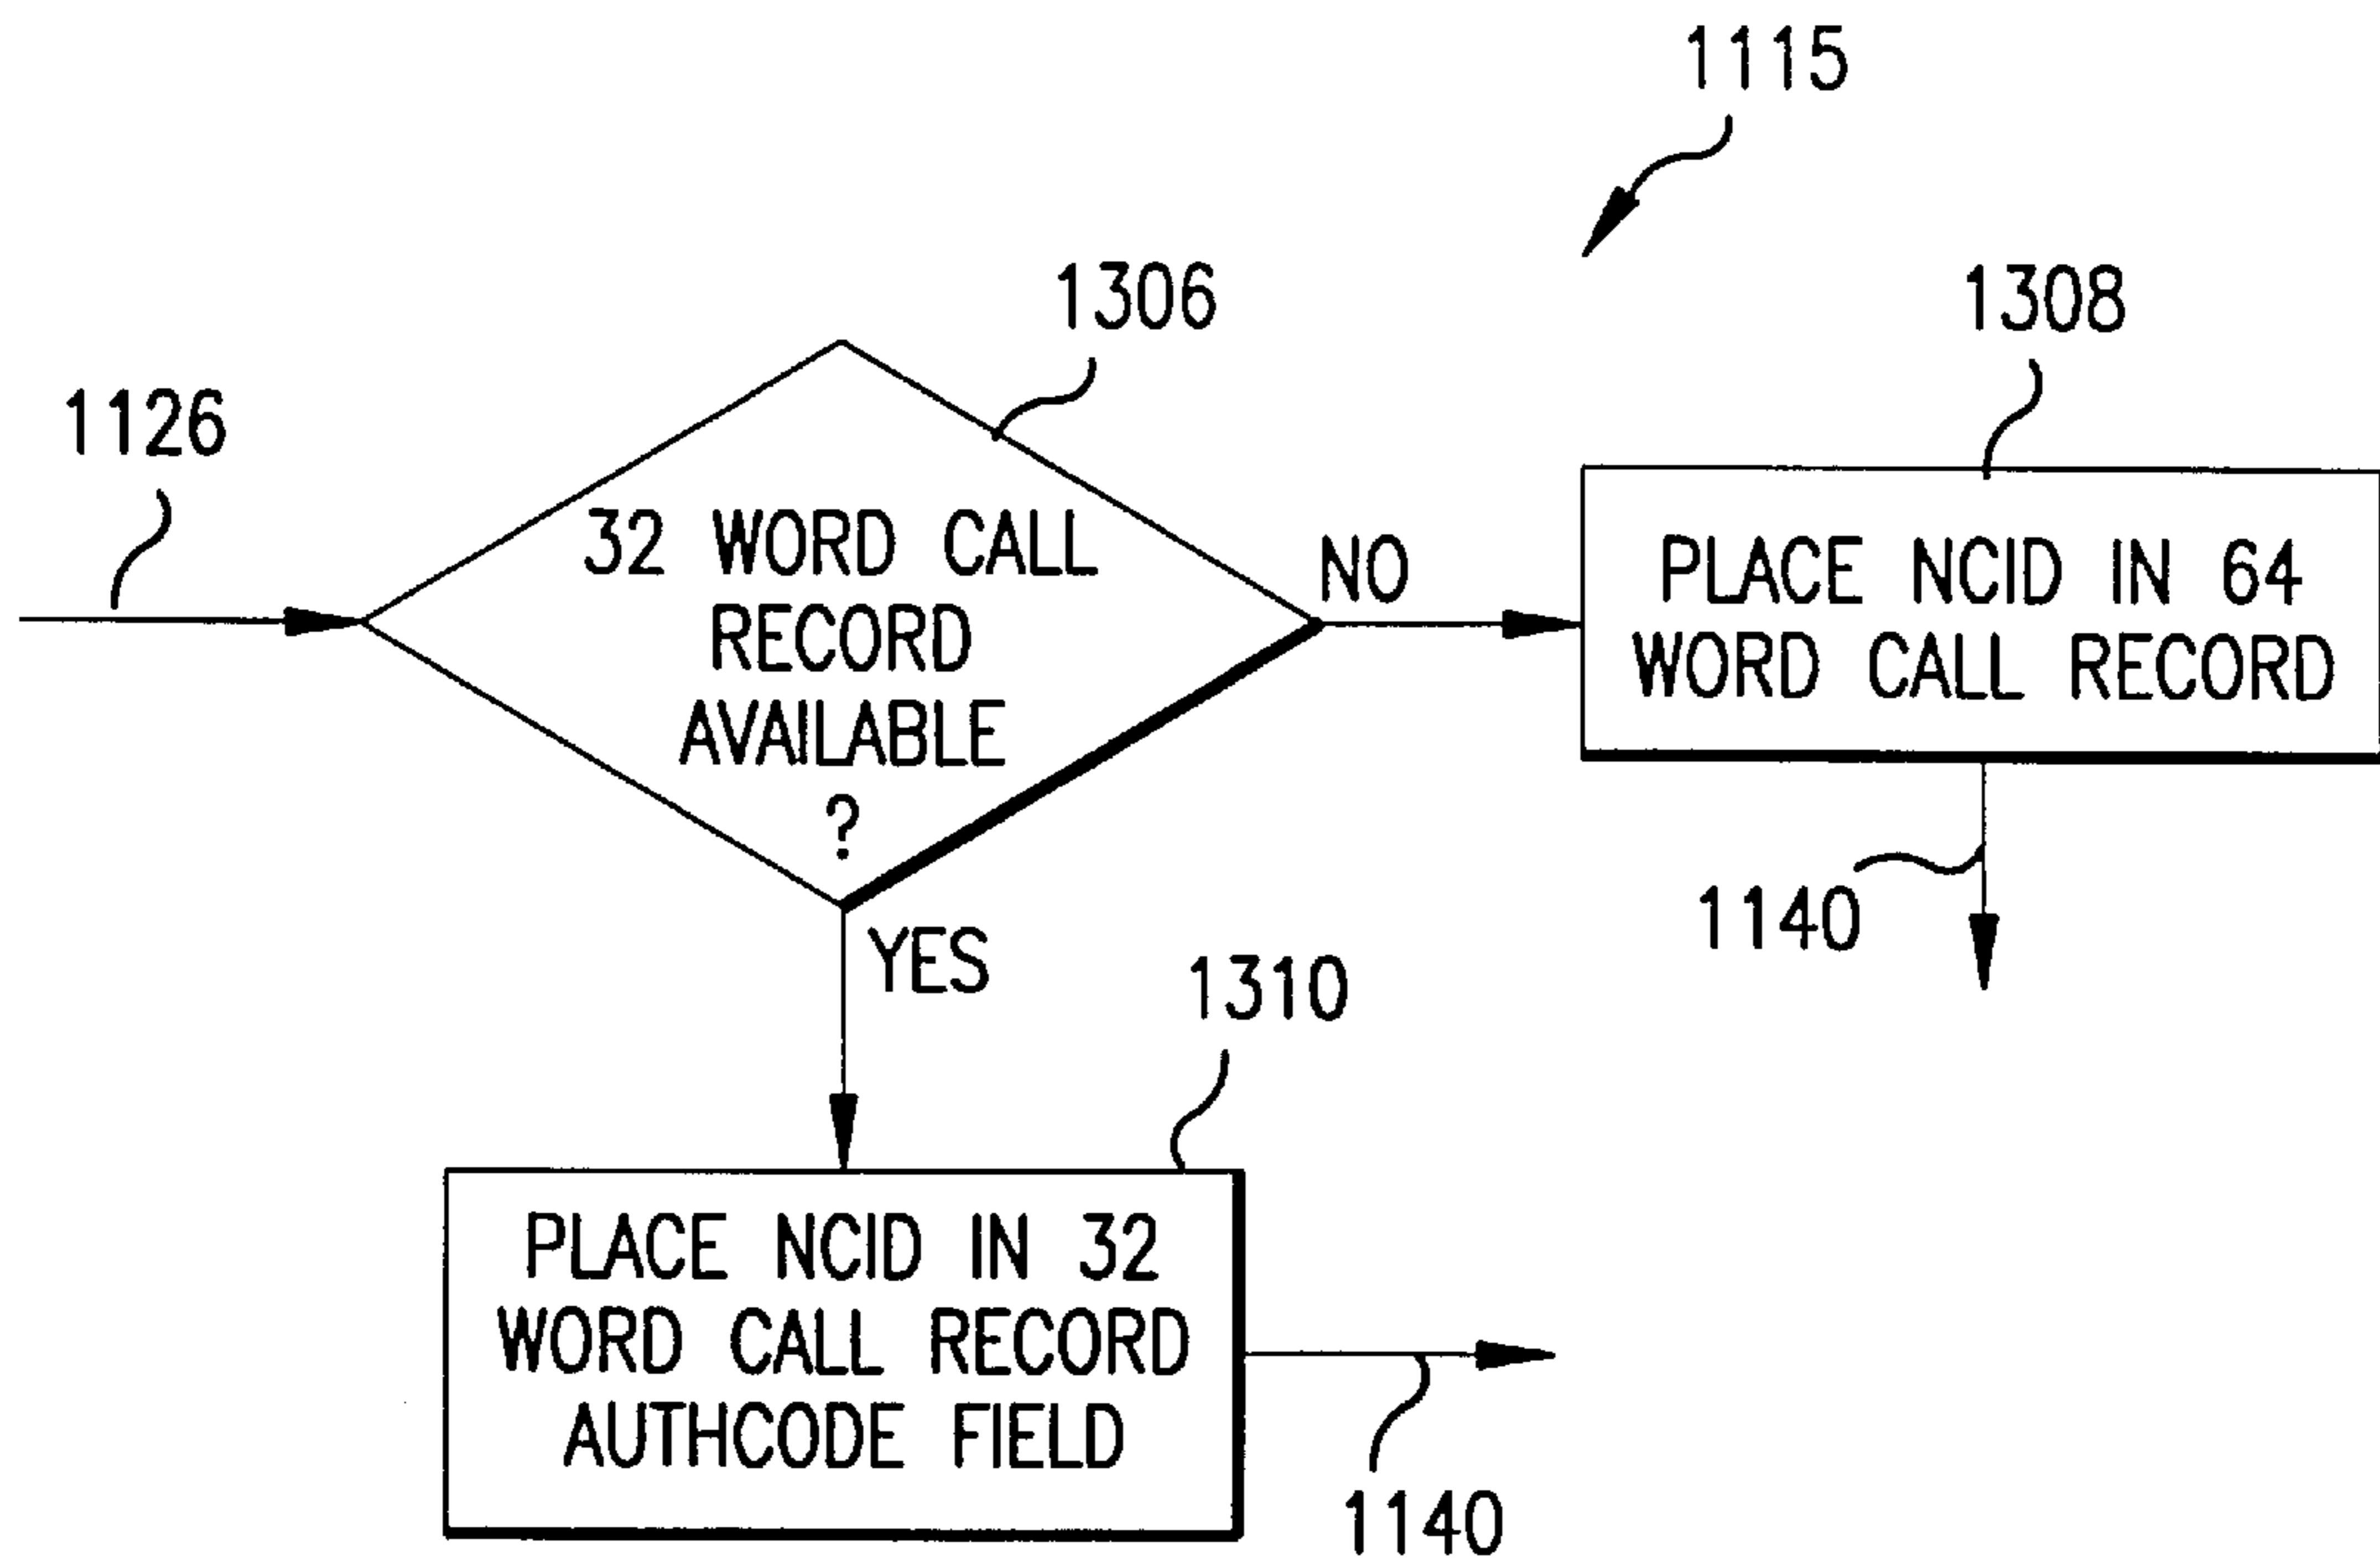 1115
1306
1308
1126
32 WORD CALL
RECORD
AVAILABLE
?
NO
PLACE NCID IN 64
WORD CALL RECORD
1140
YES
1310
PLACE NCID IN 32
WORD CALL RECORD
AUTHCODE FIELD
1140